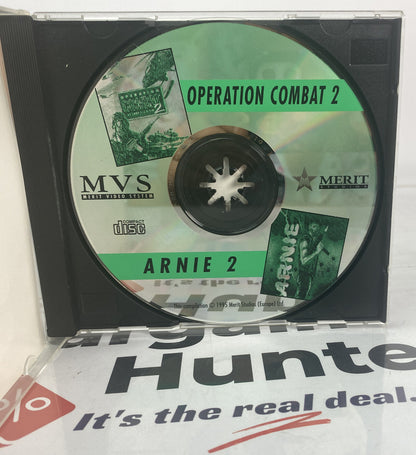 OPERATION COMBAT 2
MVS
MERIT VIDEO SYSTEM
MERIT
STUDIOS
COMPACT
disc
ARNIE 2
ARNIE
This compilation © 1995 Merit Studios (Europe) Ltd.
Hunte
It's the real deal.